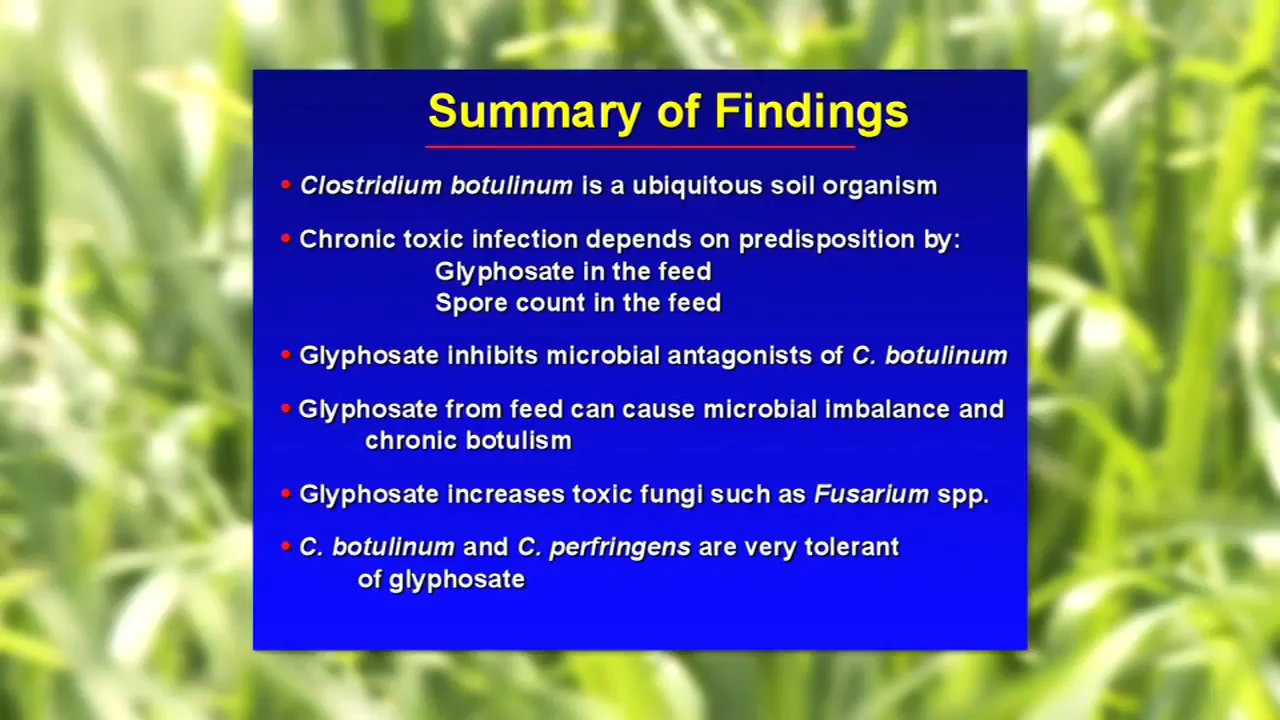 Summary of Findings
• Clostridium botulinum is a ubiquitous soil organism
• Chronic toxic infection depends on predisposition by:
Glyphosate in the feed
Spore count in the feed
• Glyphosate inhibits microbial antagonists of C. botulinum
• Glyphosate from feed can cause microbial imbalance and
chronic botulism
• Glyphosate increases toxic fungi such as Fusarium spp.
• C. botulinum and C. perfringens are very tolerant
of glyphosate